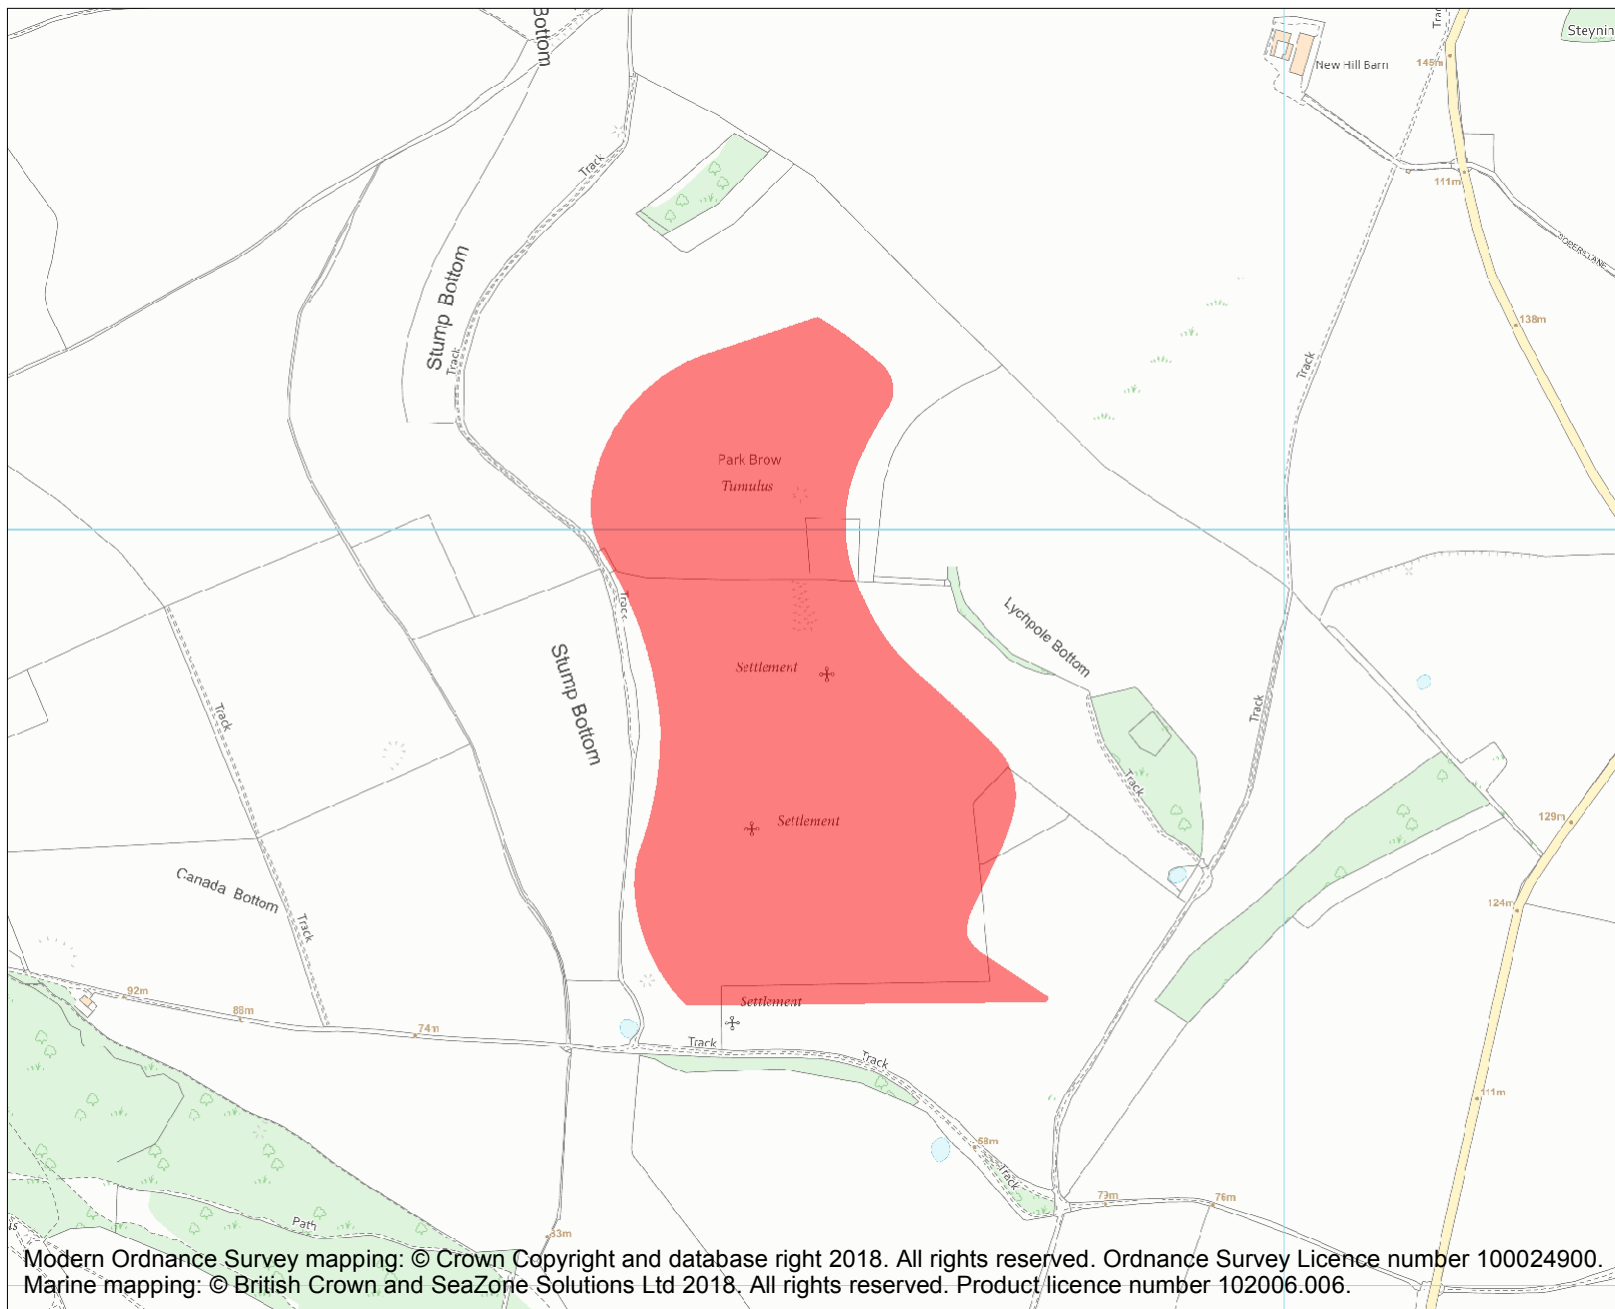 Bottom
Steynin
New Hill Barn
145m
Track
111m
Track
Stump Bottom
Track
138m
Track
Park Brow
Tumulus
Track
Lychpole Bottom
Stump Bottom
Settlement
Track
Track
Track
Settlement
129m
Canada Bottom
124m
Track
92m
88m
74m
Settlement
Track
Track
111m
58m
Track
76m
Path
Modern Ordnance Survey mapping: © Crown Copyright and database right 2018. All rights reserved. Ordnance Survey Licence number 100024900.
Marine mapping: © British Crown and SeaZone Solutions Ltd 2018. All rights reserved. Product licence number 102006.006.